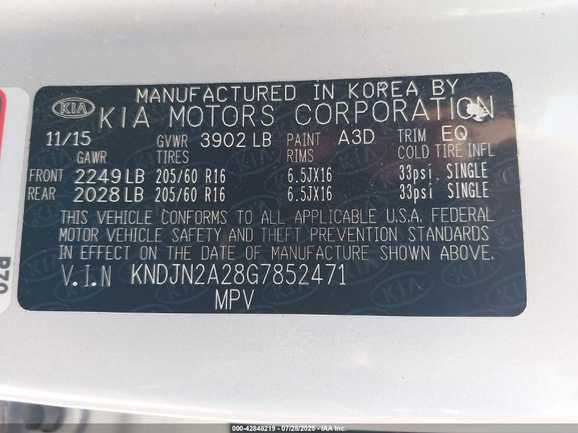 MANUFACTURED IN KOREA BY
KIA KIA MOTORS CORPORATION
11/15 GVWR 3902 LB PAINT A3D TRIM EQ
GAWR TIRES RIMS COLD TIRE INFL
FRONT 2249 LB 205/60 R16 6.5JX16 33psi, SINGLE
REAR 2028 LB 205/60 R16 6.5JX16 33psi, SINGLE
THIS VEHICLE CONFORMS TO ALL APPLICABLE U.S.A. FEDERAL
MOTOR VEHICLE SAFETY AND THEFT PREVENTION STANDARDS
IN EFFECT ON THE DATE OF MANUFACTURE SHOWN ABOVE.
V.I.N KNDJN2A28G7852471
MPV
000-42848219 | 07/28/2025 | IAA Inc.